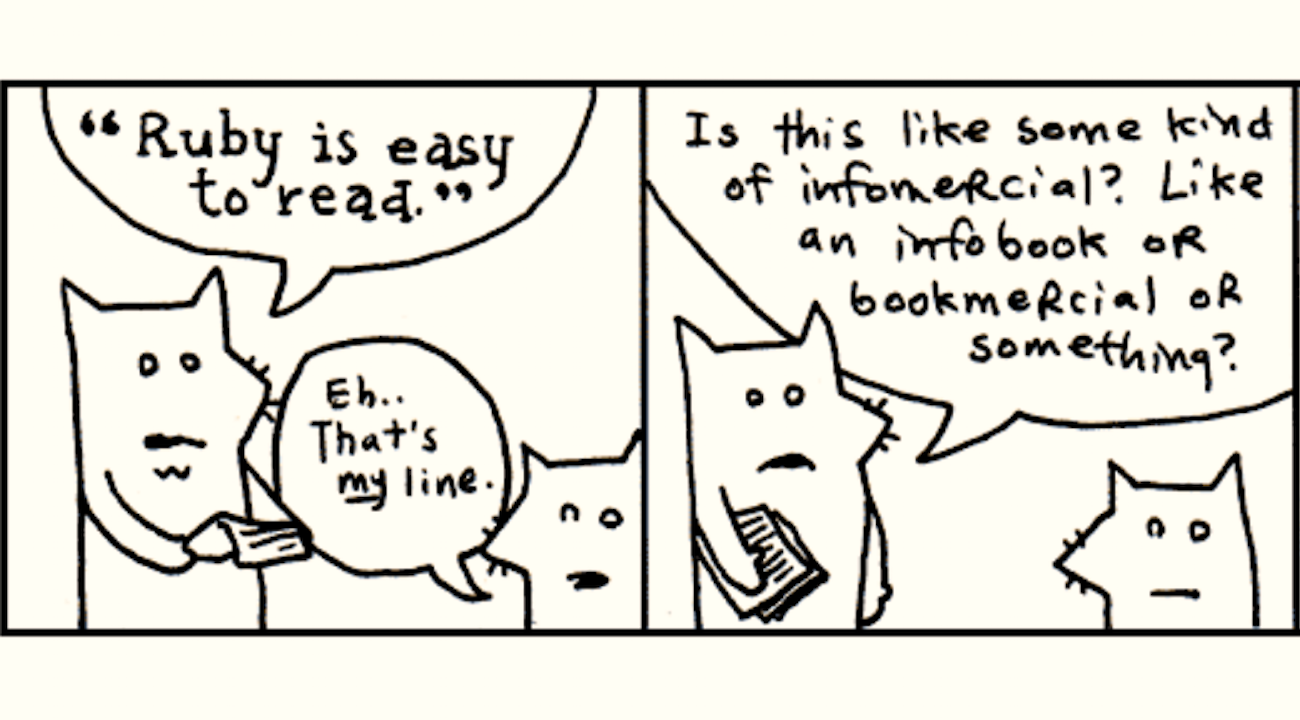 “Ruby is easy
to read.”
Eh..
That's
my line.
Is this like some kind
of infomercial? Like
an infobook or
bookmercial or
something?